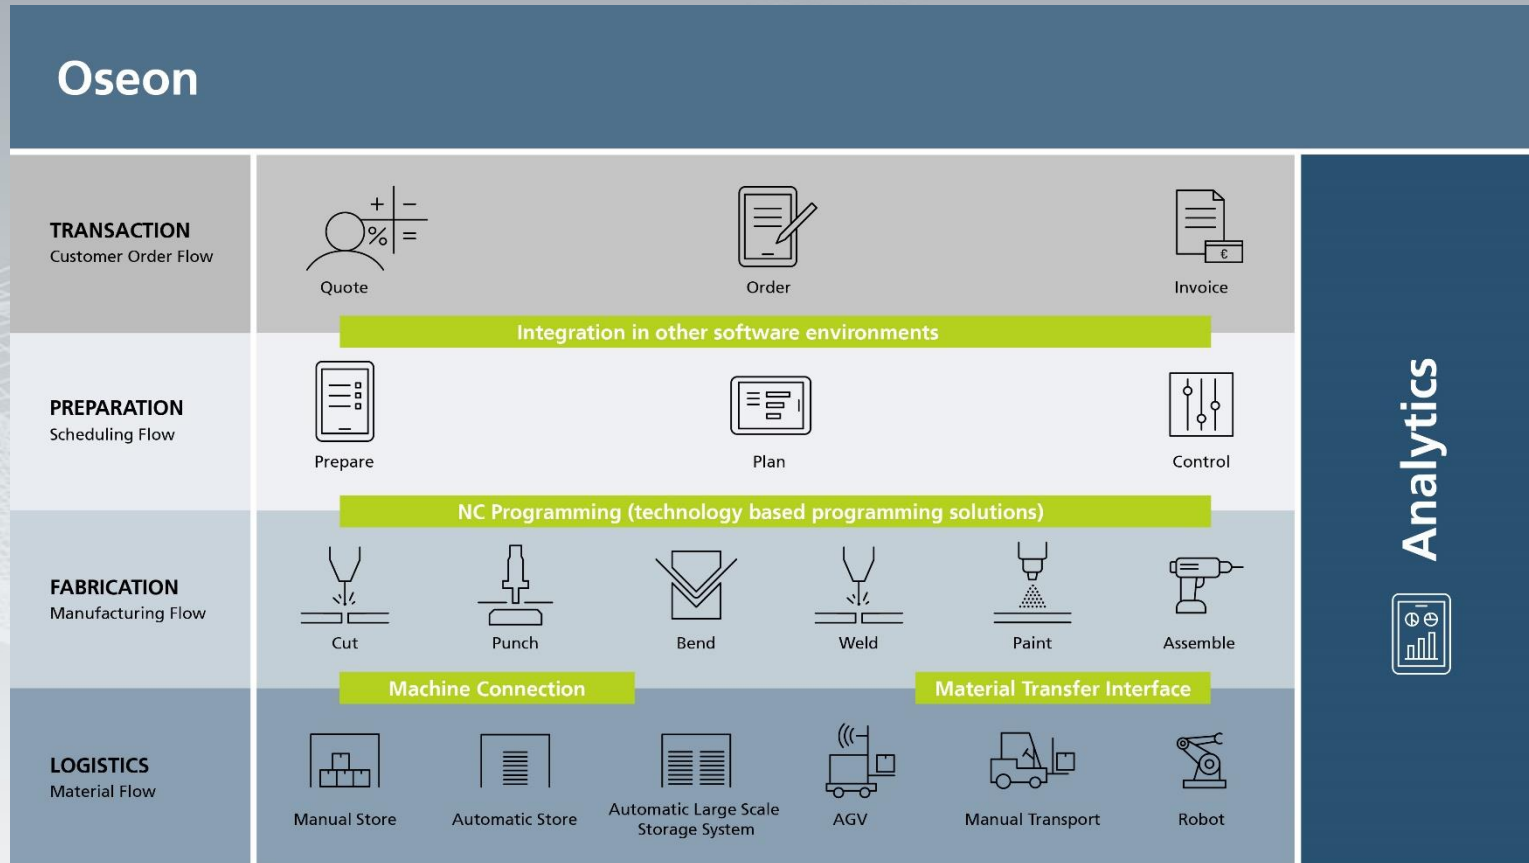 Oseon
TRANSACTION
Customer Order Flow
+ −
% =
Quote
Order
€
Invoice
Integration in other software environments
PREPARATION
Scheduling Flow
Prepare
Plan
Control
NC Programming (technology based programming solutions)
FABRICATION
Manufacturing Flow
Cut
Punch
Bend
Weld
Paint
Assemble
Machine Connection
Material Transfer Interface
LOGISTICS
Material Flow
Manual Store
Automatic Store
Automatic Large Scale
Storage System
AGV
Manual Transport
Robot
Analytics